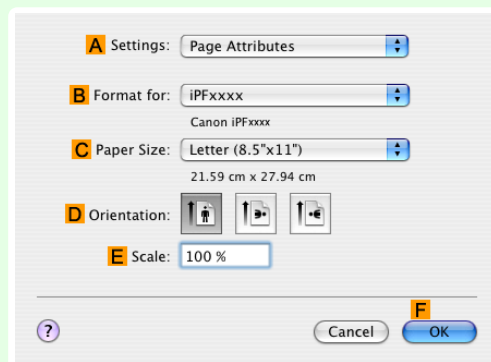 A Settings: Page Attributes
B Format for: iPFxxxx
Canon iPFxxxx
C Paper Size: Letter (8.5"x11")
21.59 cm x 27.94 cm
D Orientation:
E Scale: 100 %
F
? Cancel OK